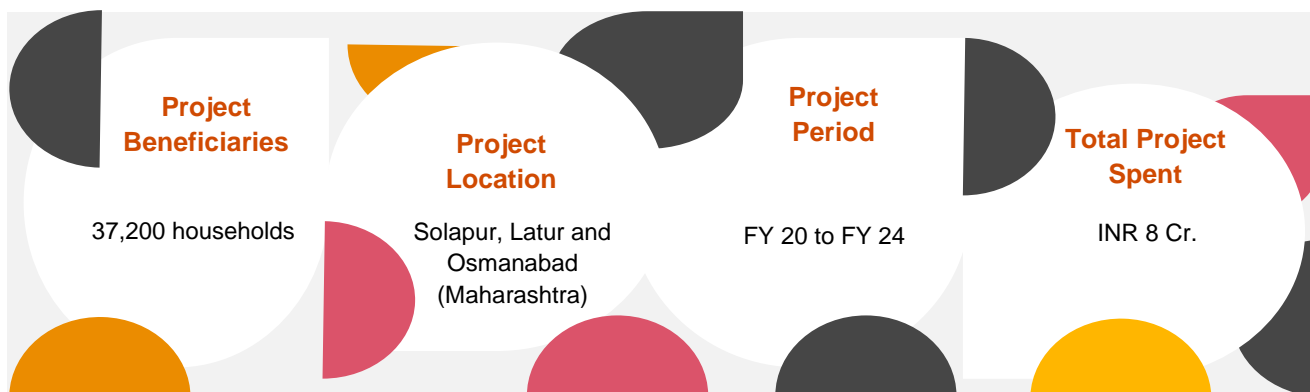 Project
Beneficiaries
37,200 households
Project
Location
Solapur, Latur and
Osmanabad
(Maharashtra)
Project
Period
FY 20 to FY 24
Total Project
Spent
INR 8 Cr.